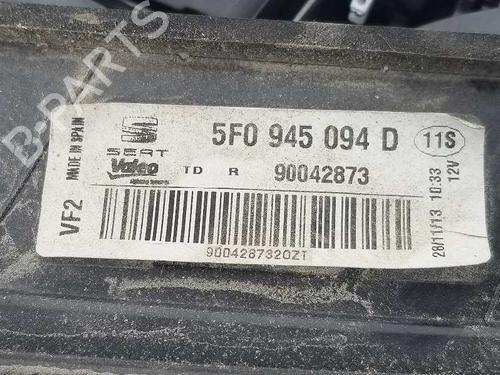 B-PARTS
MADE IN SPAIN
VF2
SEAT
Valeo
TD R
5F0 945 094 D
90042873
11S
28/11/13 10:33
12V
900428732OZT